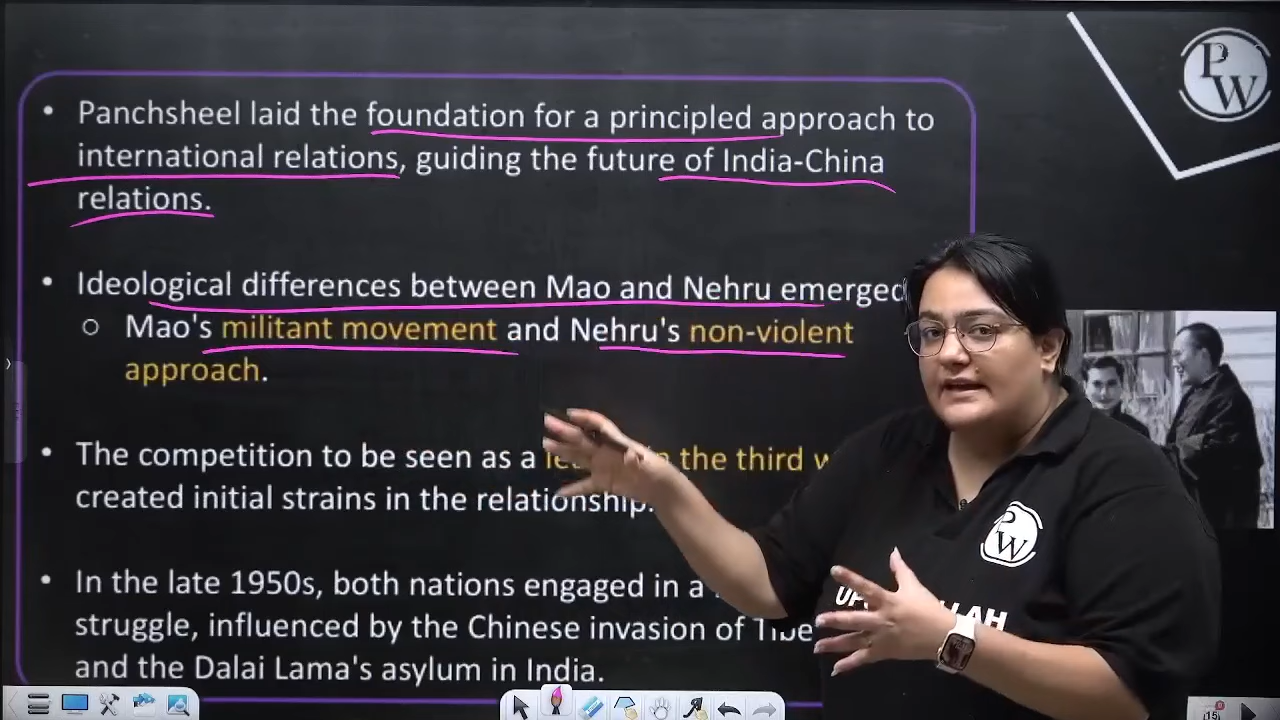 • Panchsheel laid the foundation for a principled approach to
international relations, guiding the future of India-China
relations.
• Ideological differences between Mao and Nehru emerged
○ Mao's militant movement and Nehru's non-violent
approach.
• The competition to be seen as a in the third
created initial strains in the relationship.
• In the late 1950s, both nations engaged in a
struggle, influenced by the Chinese invasion of Tibe
and the Dalai Lama's asylum in India.
PW
PW